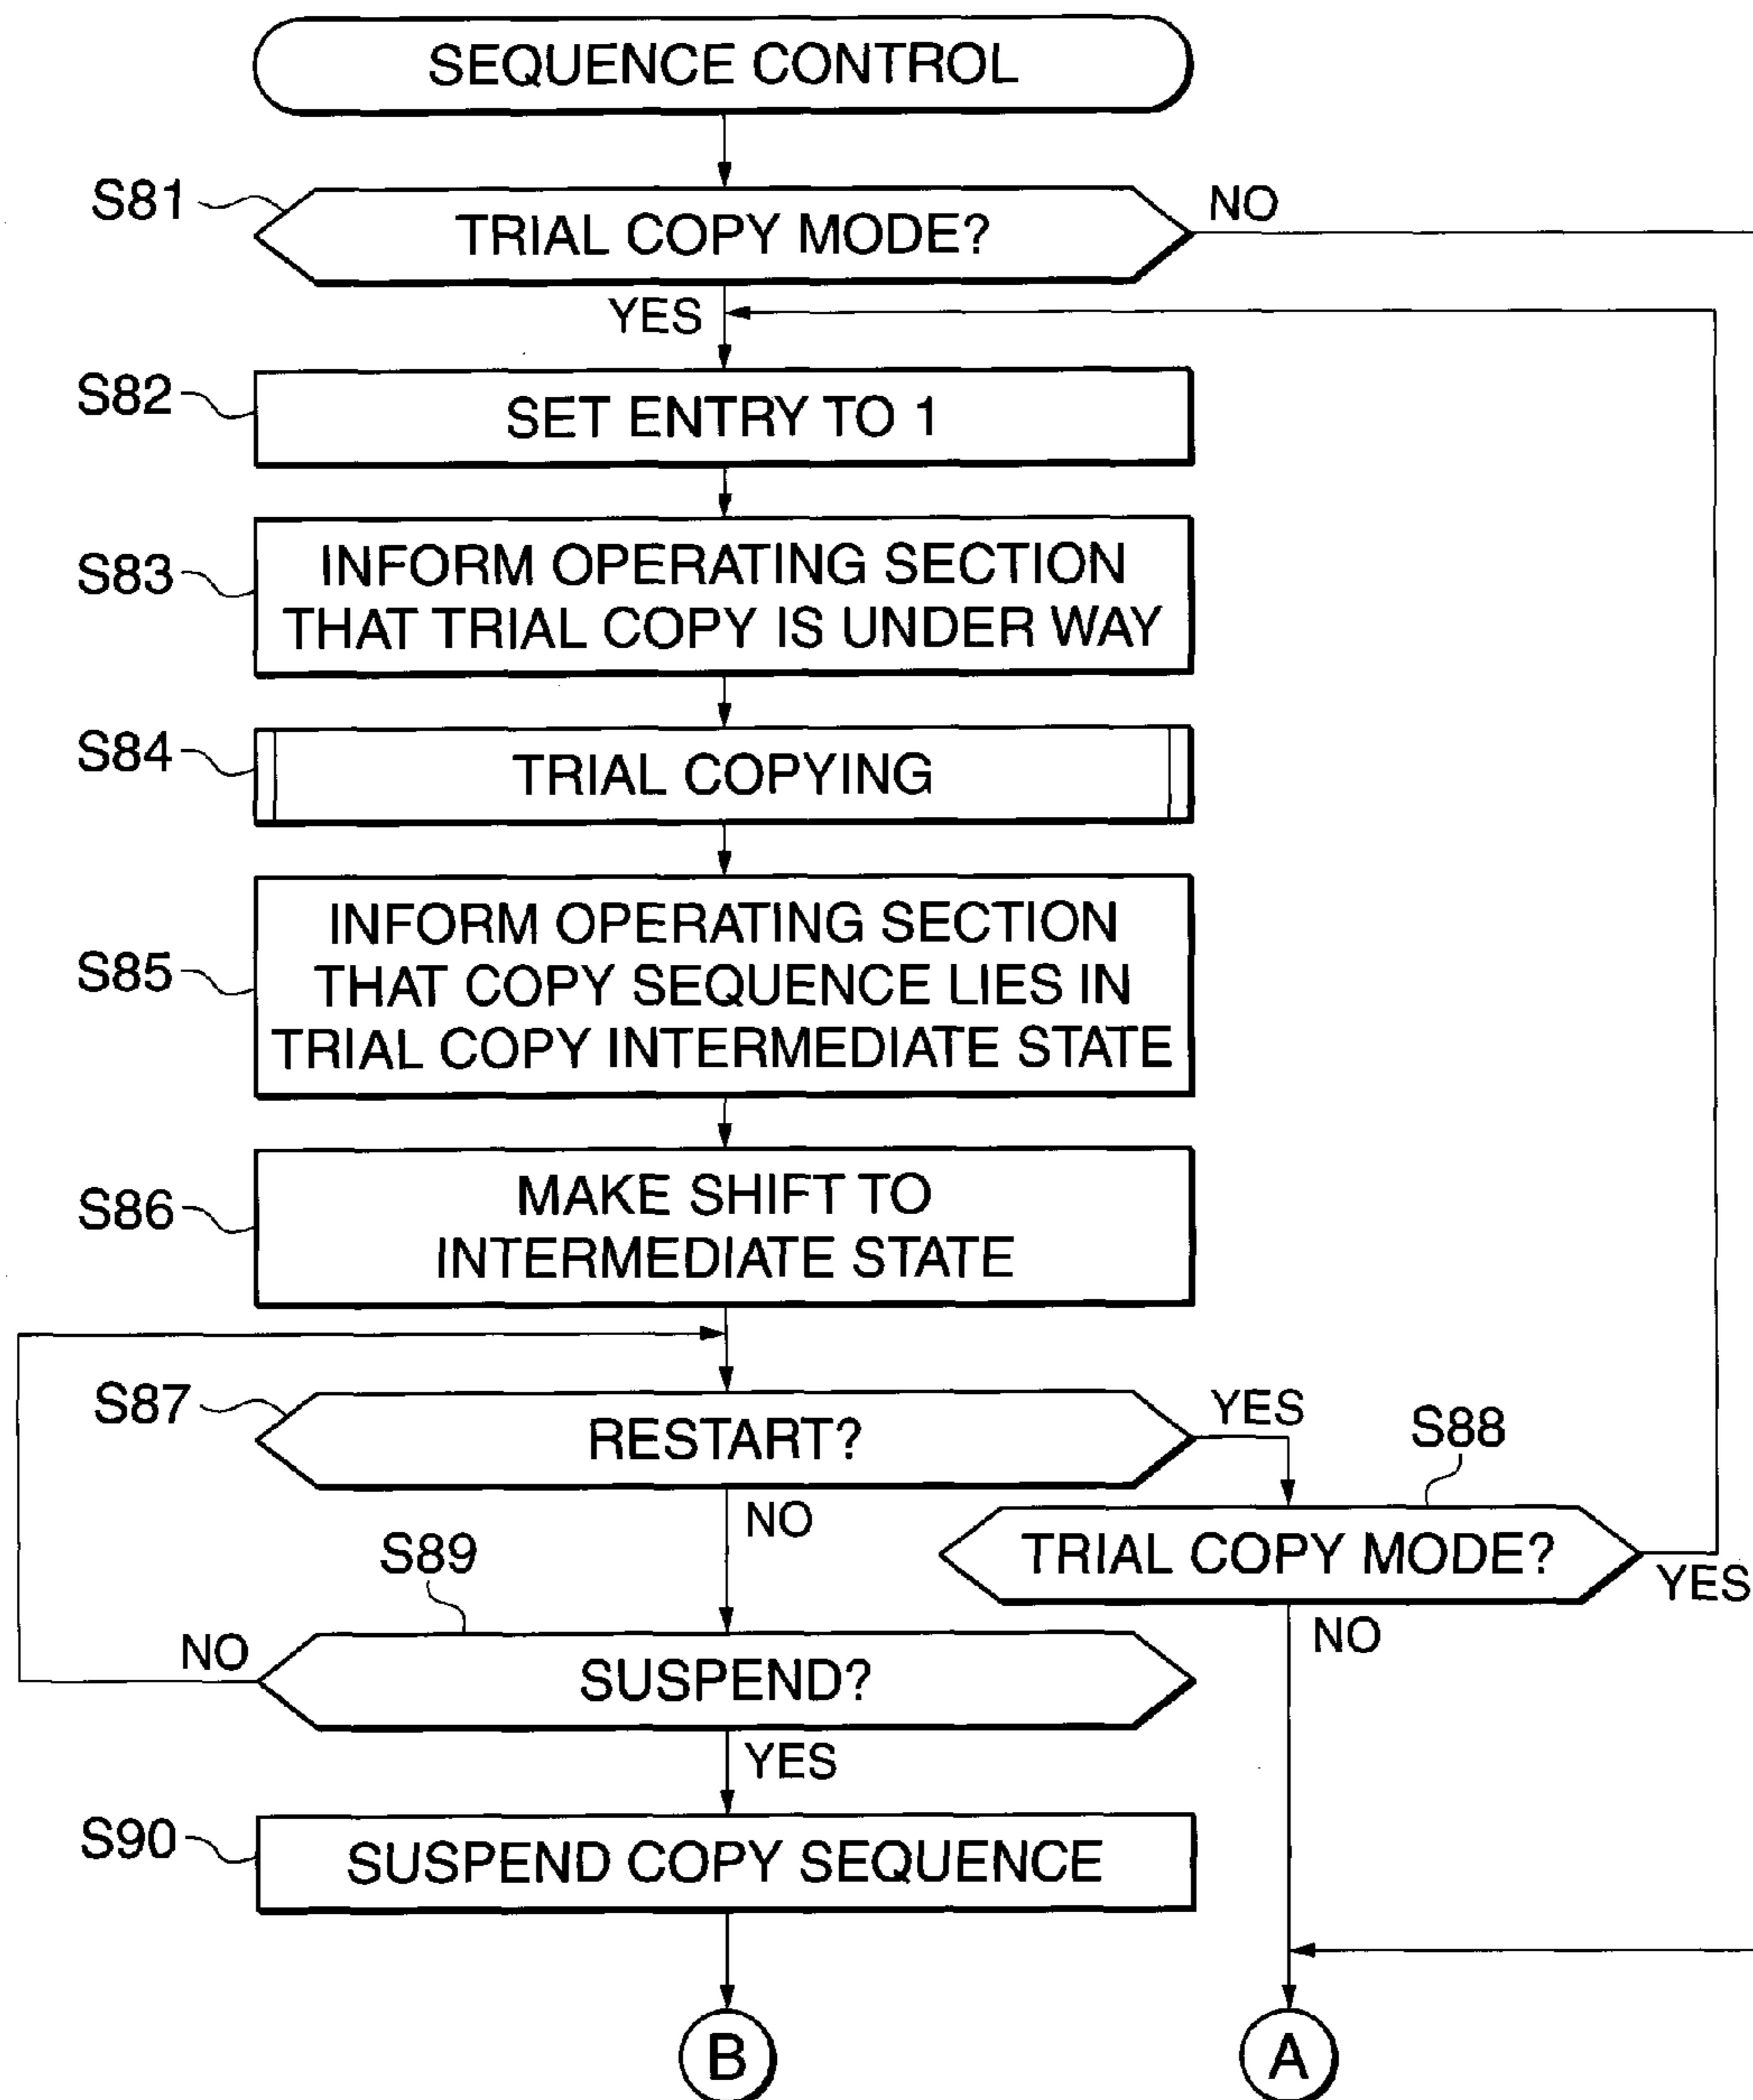 SEQUENCE CONTROL
S81
TRIAL COPY MODE?
NO
YES
S82
SET ENTRY TO 1
S83
INFORM OPERATING SECTION
THAT TRIAL COPY IS UNDER WAY
S84
TRIAL COPYING
S85
INFORM OPERATING SECTION
THAT COPY SEQUENCE LIES IN
TRIAL COPY INTERMEDIATE STATE
S86
MAKE SHIFT TO
INTERMEDIATE STATE
S87
RESTART?
YES
NO
S88
TRIAL COPY MODE?
YES
NO
S89
SUSPEND?
NO
YES
S90
SUSPEND COPY SEQUENCE
B
A